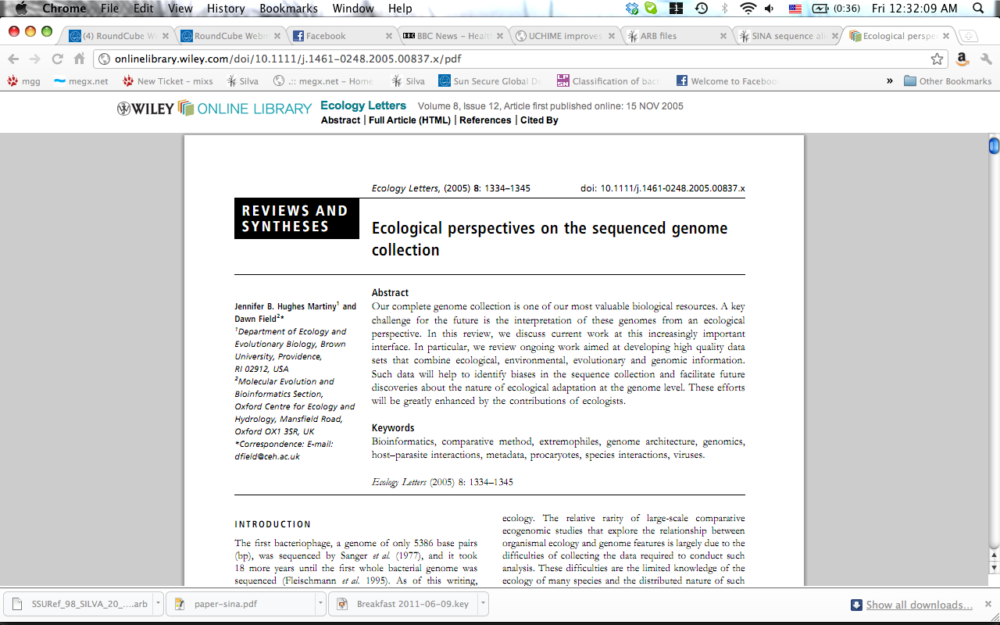 Chrome File Edit View History Bookmarks Window Help (0:36) Fri 12:32:09 AM
(4) RoundCube We RoundCube Webm Facebook BBC News – Healt UCHIME improves ARB files SINA sequence ali Ecological perspe
onlinelibrary.wiley.com/doi/10.1111/j.1461-0248.2005.00837.x/pdf
mgg megx.net New Ticket – mixs Silva .:: megx.net – Home Silva Sun Secure Global De Classification of bact Welcome to Facebook » Other Bookmarks
WILEY ONLINE LIBRARY Ecology Letters Volume 8, Issue 12, Article first published online: 15 NOV 2005
Abstract | Full Article (HTML) | References | Cited By
Ecology Letters, (2005) 8: 1334–1345 doi: 10.1111/j.1461-0248.2005.00837.x
REVIEWS AND
SYNTHESES
Ecological perspectives on the sequenced genome
collection
Jennifer B. Hughes Martiny1 and
Dawn Field2*
1Department of Ecology and
Evolutionary Biology, Brown
University, Providence,
RI 02912, USA
2Molecular Evolution and
Bioinformatics Section,
Oxford Centre for Ecology and
Hydrology, Mansfield Road,
Oxford OX1 3SR, UK
*Correspondence: E-mail:
dfield@ceh.ac.uk
Abstract
Our complete genome collection is one of our most valuable biological resources. A key
challenge for the future is the interpretation of these genomes from an ecological
perspective. In this review, we discuss current work at this increasingly important
interface. In particular, we review ongoing work aimed at developing high quality data
sets that combine ecological, environmental, evolutionary and genomic information.
Such data will help to identify biases in the sequence collection and facilitate future
discoveries about the nature of ecological adaptation at the genome level. These efforts
will be greatly enhanced by the contributions of ecologists.
Keywords
Bioinformatics, comparative method, extremophiles, genome architecture, genomics,
host–parasite interactions, metadata, procaryotes, species interactions, viruses.
Ecology Letters (2005) 8: 1334–1345
INTRODUCTION
The first bacteriophage, a genome of only 5386 base pairs
(bp), was sequenced by Sanger et al. (1977), and it took
18 more years until the first whole bacterial genome was
sequenced (Fleischmann et al. 1995). As of this writing,
ecology. The relative rarity of large-scale comparative
ecogenomic studies that explore the relationship between
organismal ecology and genome features is largely due to the
difficulties of collecting the data required to conduct such
analysis. These difficulties are the limited knowledge of the
ecology of many species and the distributed nature of such
SSURef_98_SILVA_20_....arb paper-sina.pdf Breakfast 2011-06-09.key Show all downloads...